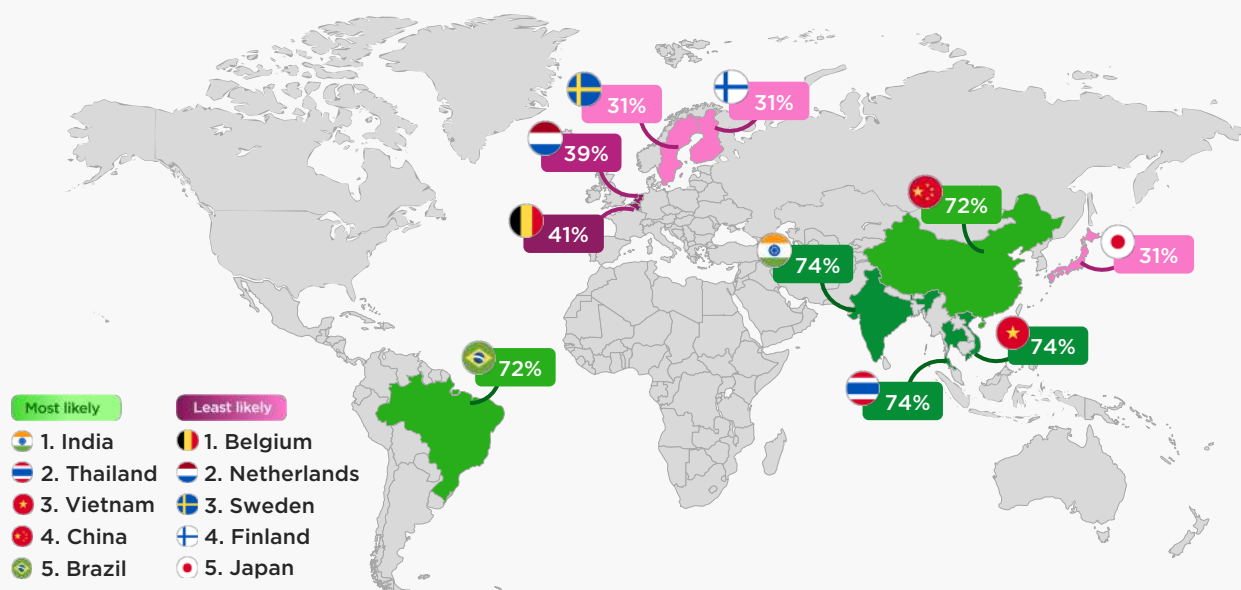 31%
31%
39%
41%
72%
74%
31%
74%
74%
72%
Most likely
Least likely
1. India
1. Belgium
2. Thailand
2. Netherlands
3. Vietnam
3. Sweden
4. China
4. Finland
5. Brazil
5. Japan